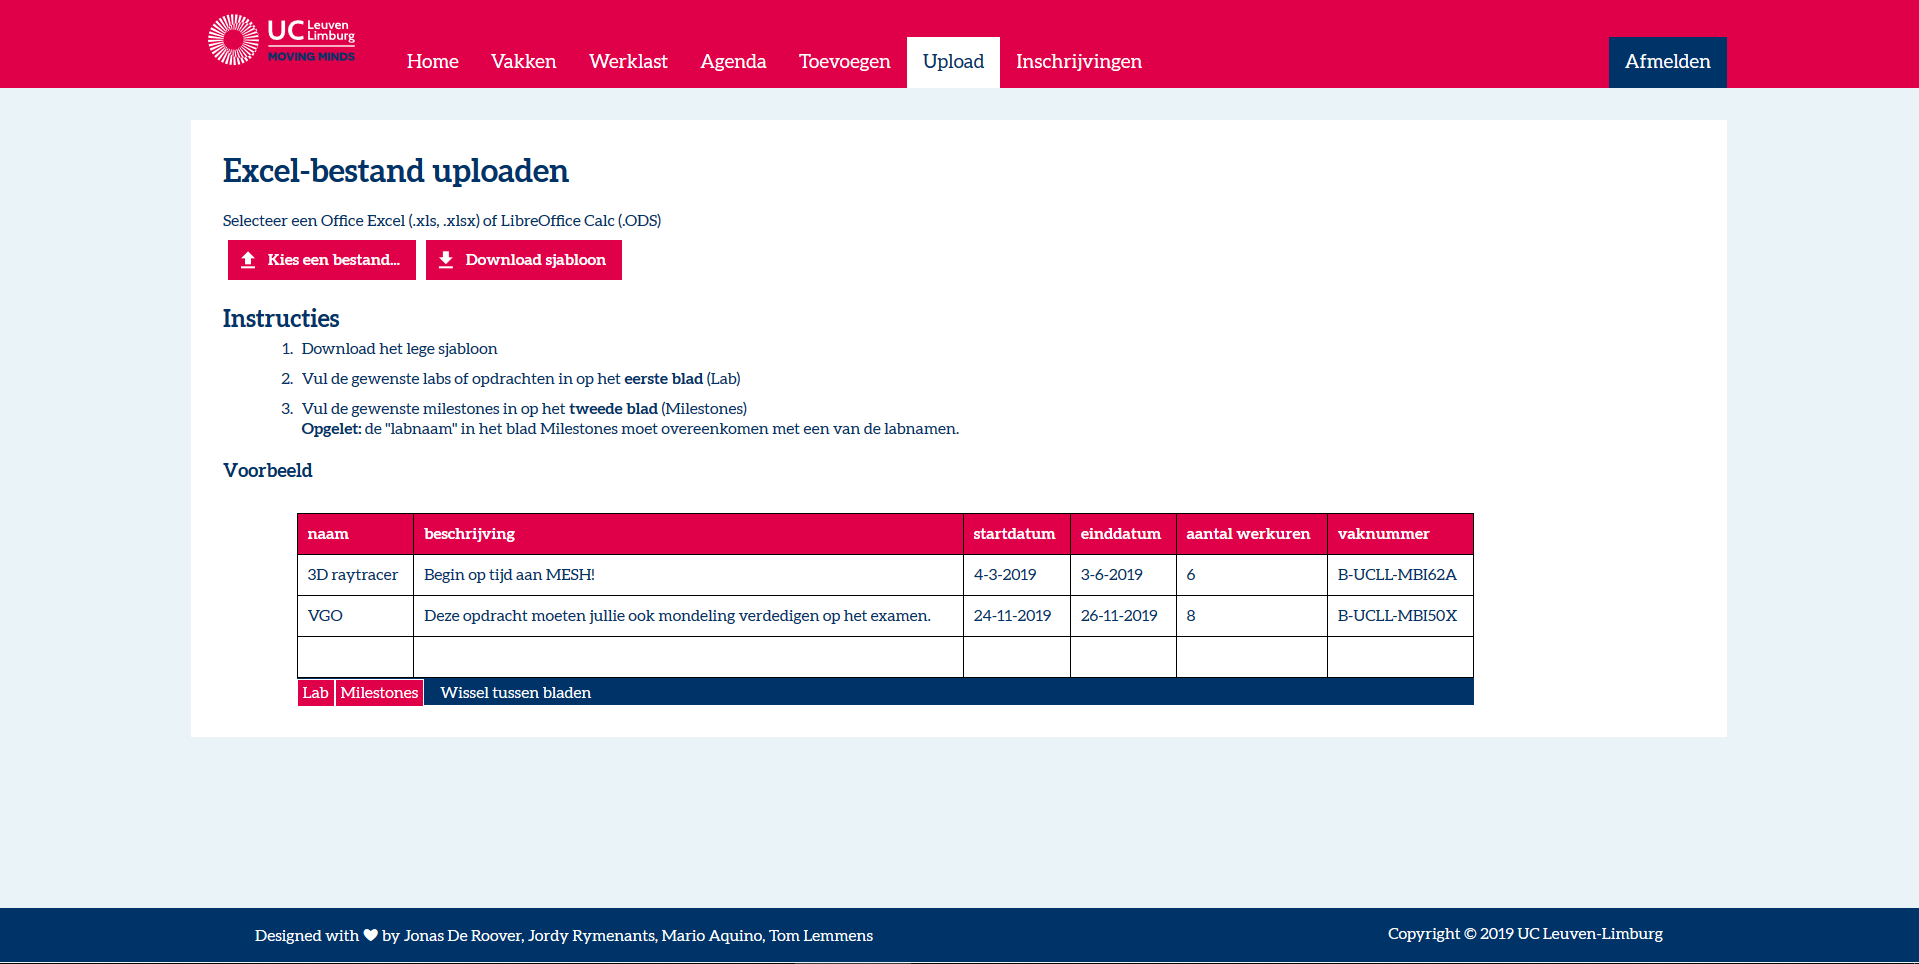 UC Leuven
Limburg
MOVING MINDS
Home Vakken Werklast Agenda Toevoegen Upload Inschrijvingen Afmelden
Excel-bestand uploaden
Selecteer een Office Excel (.xls, .xlsx) of LibreOffice Calc (.ODS)
Kies een bestand... Download sjabloon
Instructies
1. Download het lege sjabloon
2. Vul de gewenste labs of opdrachten in op het eerste blad (Lab)
3. Vul de gewenste milestones in op het tweede blad (Milestones)
Opgelet: de "labnaam" in het blad Milestones moet overeenkomen met een van de labnamen.
Voorbeeld
naam beschrijving startdatum einddatum aantal werkuren vaknummer
3D raytracer Begin op tijd aan MESH! 4-3-2019 3-6-2019 6 B-UCLL-MBI62A
VGO Deze opdracht moeten jullie ook mondeling verdedigen op het examen. 24-11-2019 26-11-2019 8 B-UCLL-MBI50X
Lab Milestones Wissel tussen bladen
Designed with ♥ by Jonas De Roover, Jordy Rymenants, Mario Aquino, Tom Lemmens
Copyright © 2019 UC Leuven-Limburg